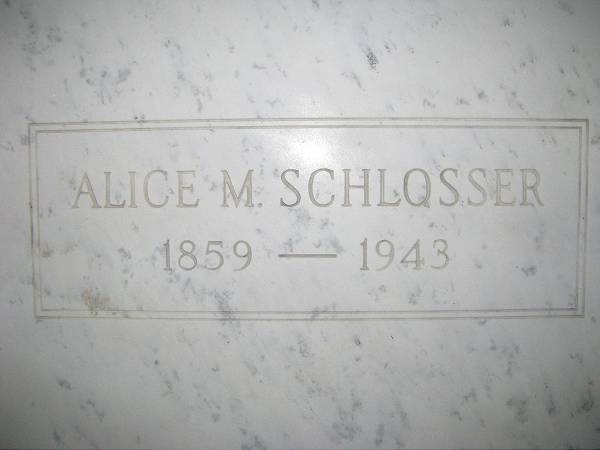 ALICE M. SCHLOSSER
1859 — 1943